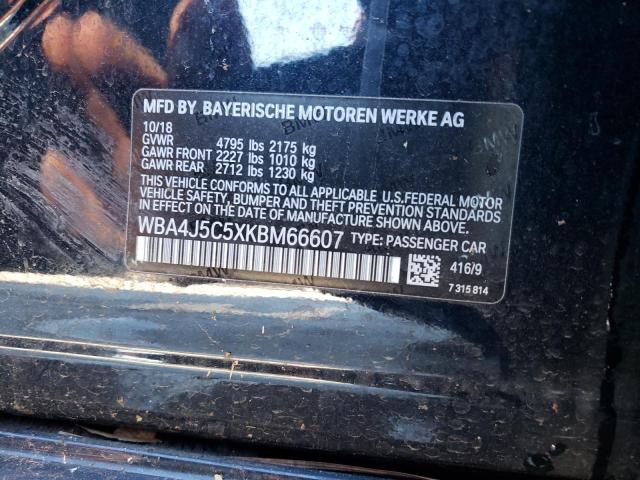 MFD BY BAYERISCHE MOTOREN WERKE AG
10/18
GVWR 4795 lbs 2175 kg
GAWR FRONT 2227 lbs 1010 kg
GAWR REAR 2712 lbs 1230 kg
THIS VEHICLE CONFORMS TO ALL APPLICABLE U.S. FEDERAL MOTOR
VEHICLE SAFETY, BUMPER, AND THEFT PREVENTION STANDARDS
IN EFFECT ON THE DATE OF MANUFACTURE SHOWN ABOVE.
WBA4J5C5XKBM66607 TYPE: PASSENGER CAR
416/9
7 315 814